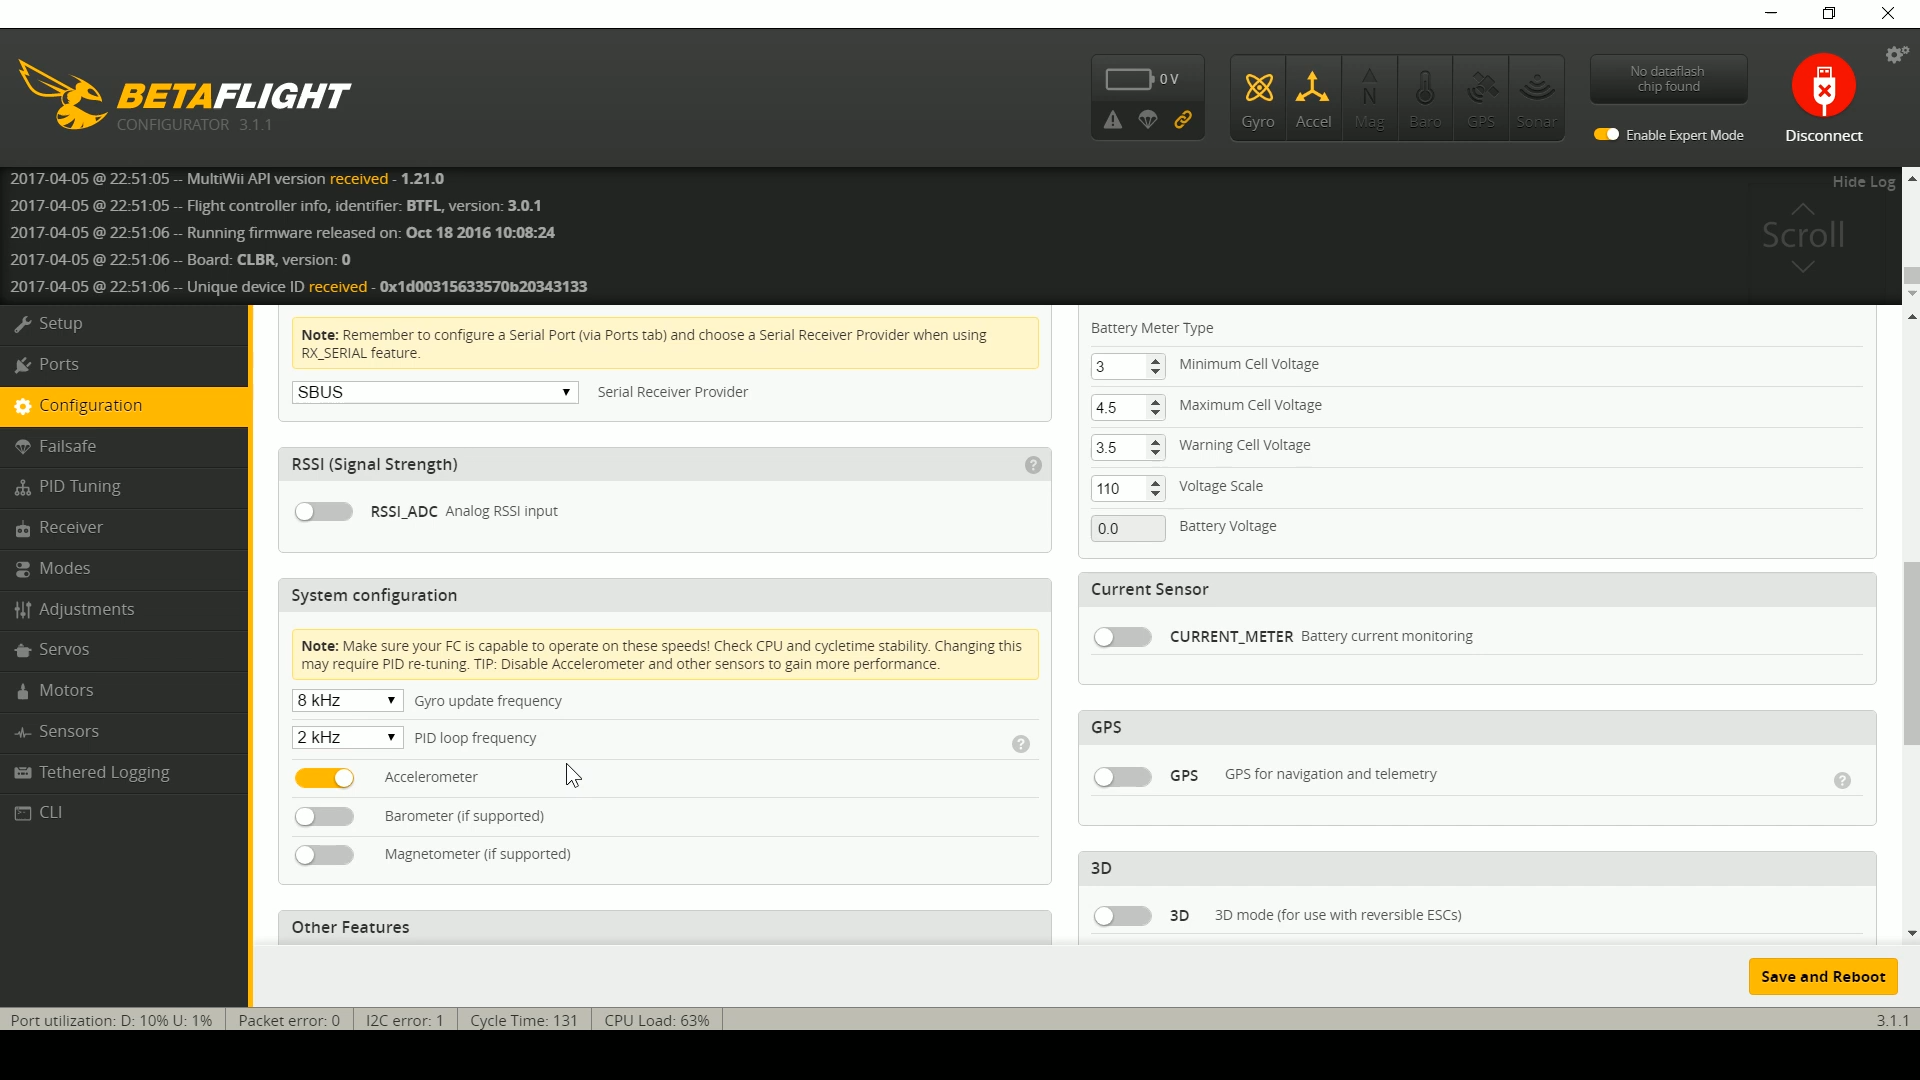 BETAFLIGHT
CONFIGURATOR 3.1.1
0 V
Gyro
Accel
Mag
Baro
GPS
Sonar
No dataflash
chip found
Enable Expert Mode
Disconnect
2017-04-05 @ 22:51:05 -- MultiWii API version received - 1.21.0
2017-04-05 @ 22:51:05 -- Flight controller info, identifier: BTFL, version: 3.0.1
2017-04-05 @ 22:51:06 -- Running firmware released on: Oct 18 2016 10:08:24
2017-04-05 @ 22:51:06 -- Board: CLBR, version: 0
2017-04-05 @ 22:51:06 -- Unique device ID received - 0x1d00315633570b20343133
Hide Log
Scroll
Setup
Ports
Configuration
Failsafe
PID Tuning
Receiver
Modes
Adjustments
Servos
Motors
Sensors
Tethered Logging
CLI
Note: Remember to configure a Serial Port (via Ports tab) and choose a Serial Receiver Provider when using
RX_SERIAL feature.
SBUS Serial Receiver Provider
RSSI (Signal Strength)
?
RSSI_ADC Analog RSSI input
System configuration
Note: Make sure your FC is capable to operate on these speeds! Check CPU and cycletime stability. Changing this
may require PID re-tuning. TIP: Disable Accelerometer and other sensors to gain more performance.
8 kHz Gyro update frequency
2 kHz PID loop frequency
?
Accelerometer
Barometer (if supported)
Magnetometer (if supported)
Other Features
Battery Meter Type
3 Minimum Cell Voltage
4.5 Maximum Cell Voltage
3.5 Warning Cell Voltage
110 Voltage Scale
0.0 Battery Voltage
Current Sensor
CURRENT_METER Battery current monitoring
GPS
GPS GPS for navigation and telemetry
?
3D
3D 3D mode (for use with reversible ESCs)
Save and Reboot
Port utilization: D: 10% U: 1%
Packet error: 0
I2C error: 1
Cycle Time: 131
CPU Load: 63%
3.1.1